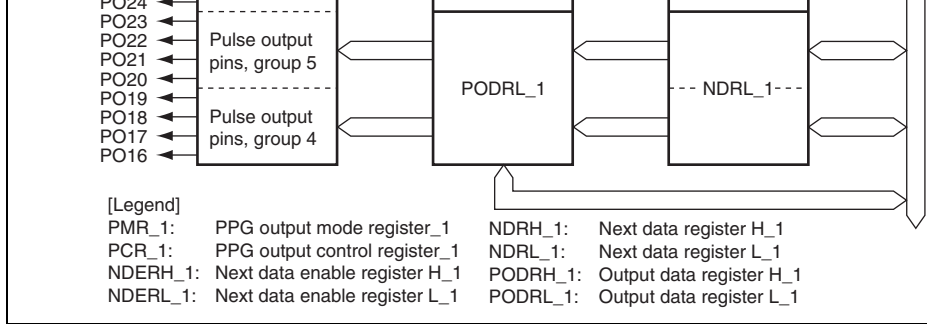 PO24
PO23
PO22
PO21
PO20
PO19
PO18
PO17
PO16
Pulse output
pins, group 5
Pulse output
pins, group 4
PODRL_1
NDRL_1
[Legend]
PMR_1: PPG output mode register_1 NDRH_1: Next data register H_1
PCR_1: PPG output control register_1 NDRL_1: Next data register L_1
NDERH_1: Next data enable register H_1 PODRH_1: Output data register H_1
NDERL_1: Next data enable register L_1 PODRL_1: Output data register L_1